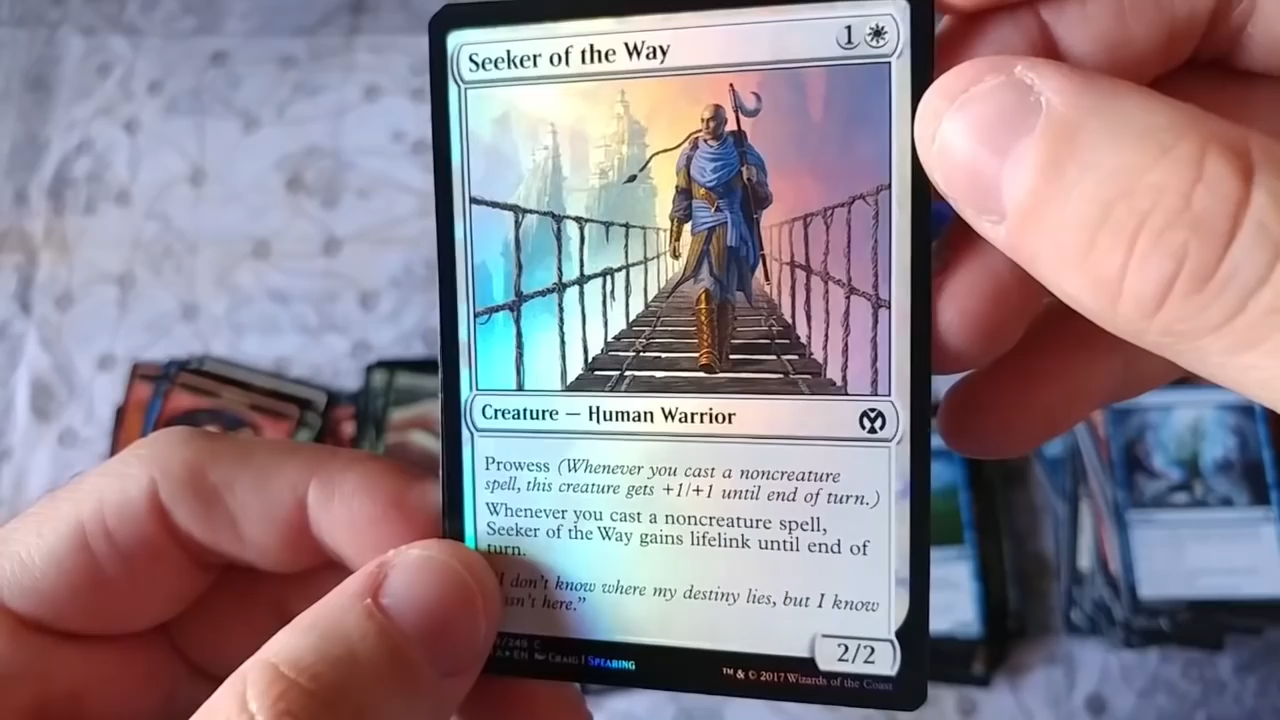 Seeker of the Way 1
Creature — Human Warrior
Prowess (Whenever you cast a noncreature
spell, this creature gets +1/+1 until end of turn.)
Whenever you cast a noncreature spell,
Seeker of the Way gains lifelink until end of
turn.
I don't know where my destiny lies, but I know
isn't here."
2/2
/249 C
EN Craig J Spearing
™ & © 2017 Wizards of the Coast